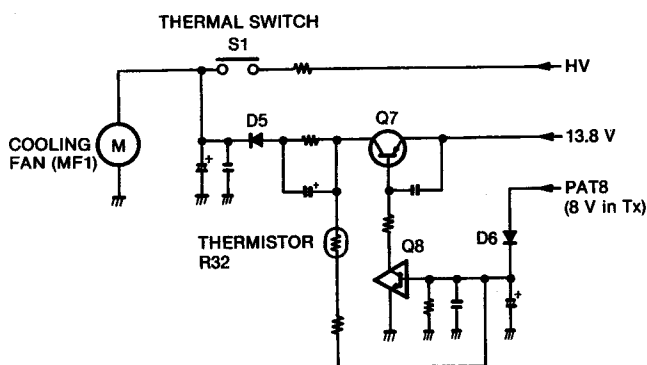 THERMAL SWITCH
S1
HV
D5
Q7
13.8 V
COOLING
FAN (MF1)
M
PAT8
(8 V in Tx)
D6
THERMISTOR
R32
Q8